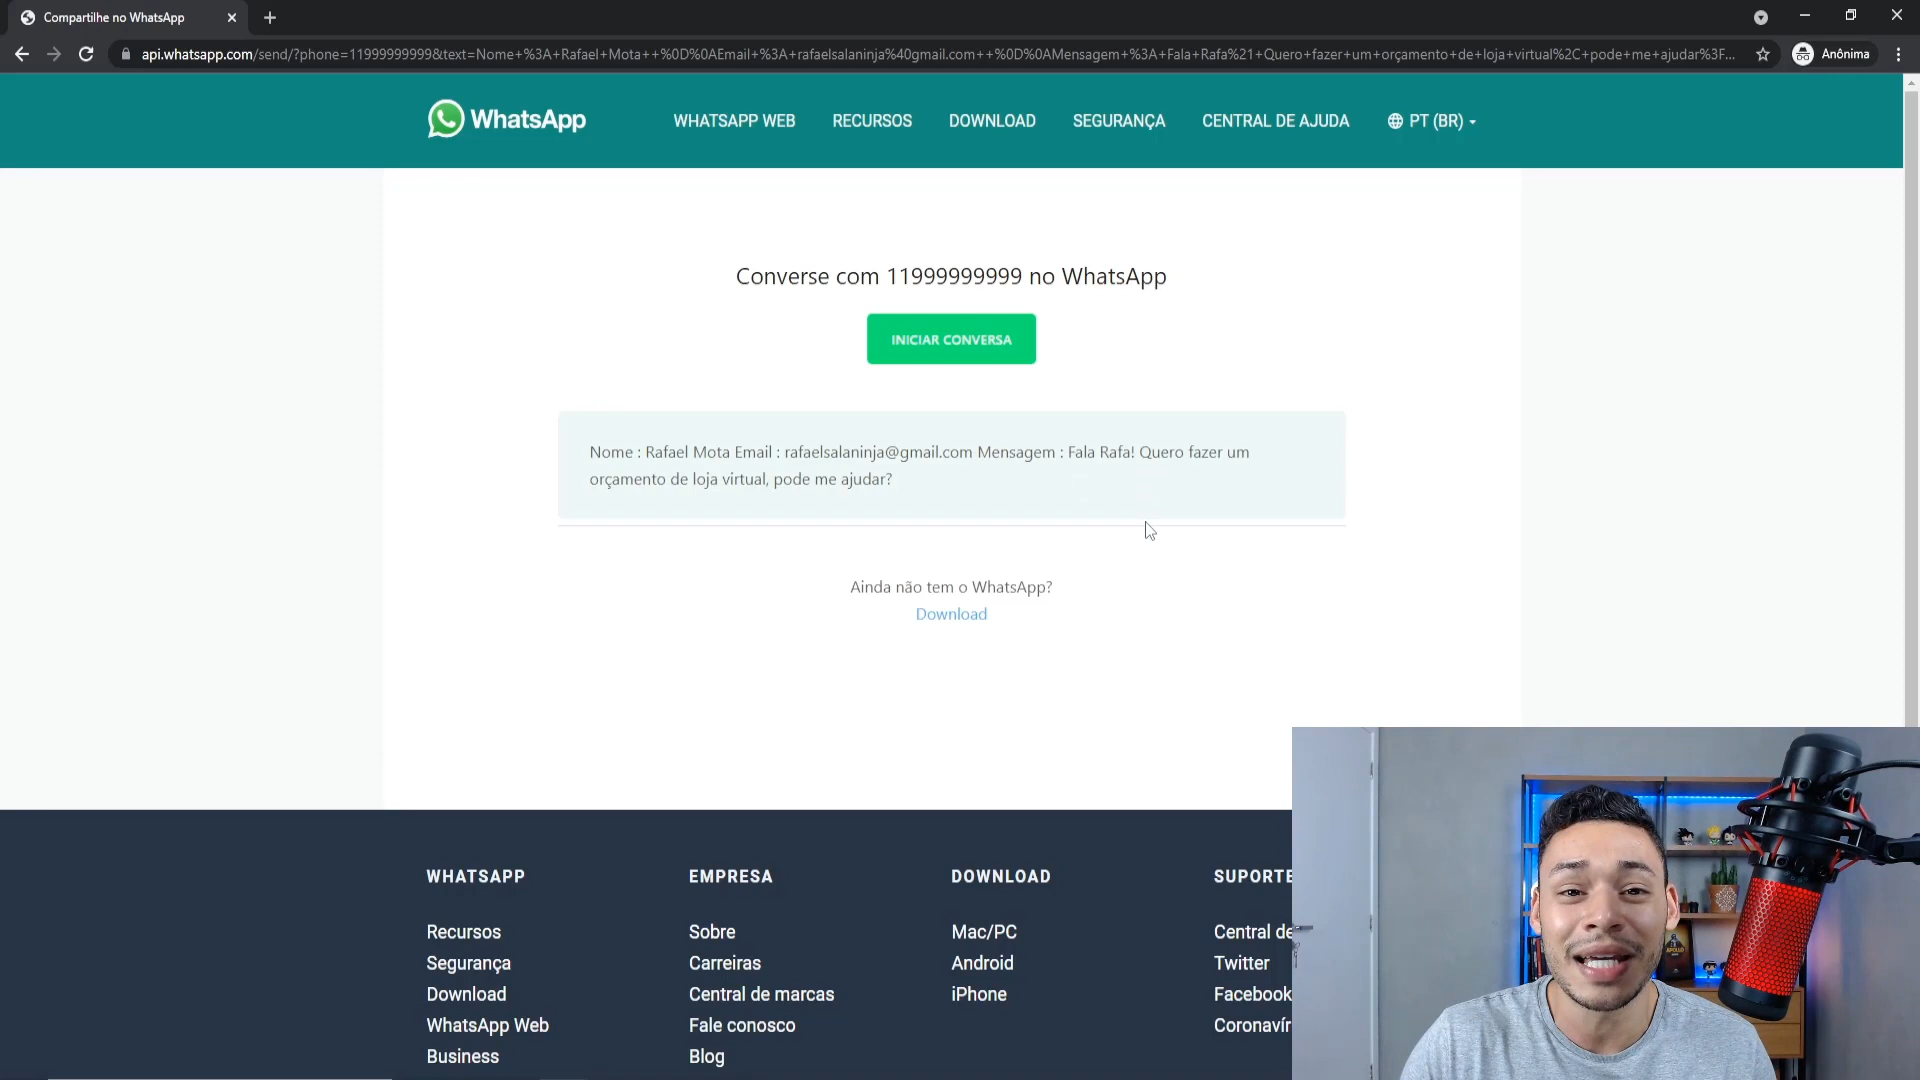 Compartilhe no WhatsApp
api.whatsapp.com/send/?phone=11999999999&text=Nome+%3A+Rafael+Mota++%0D%0AEmail+%3A+rafaelsalaninja%40gmail.com++%0D%0AMensagem+%3A+Fala+Rafa%21+Quero+fazer+um+orçamento+de+loja+virtual%2C+pode+me+ajudar%3F...
Anônima
WhatsApp
WHATSAPP WEB
RECURSOS
DOWNLOAD
SEGURANÇA
CENTRAL DE AJUDA
PT (BR)
Converse com 11999999999 no WhatsApp
INICIAR CONVERSA
Nome : Rafael Mota Email : rafaelsalaninja@gmail.com Mensagem : Fala Rafa! Quero fazer um
orçamento de loja virtual, pode me ajudar?
Ainda não tem o WhatsApp?
Download
WHATSAPP
Recursos
Segurança
Download
WhatsApp Web
Business
EMPRESA
Sobre
Carreiras
Central de marcas
Fale conosco
Blog
DOWNLOAD
Mac/PC
Android
iPhone
SUPORTE
Central de
Twitter
Facebook
Coronavír